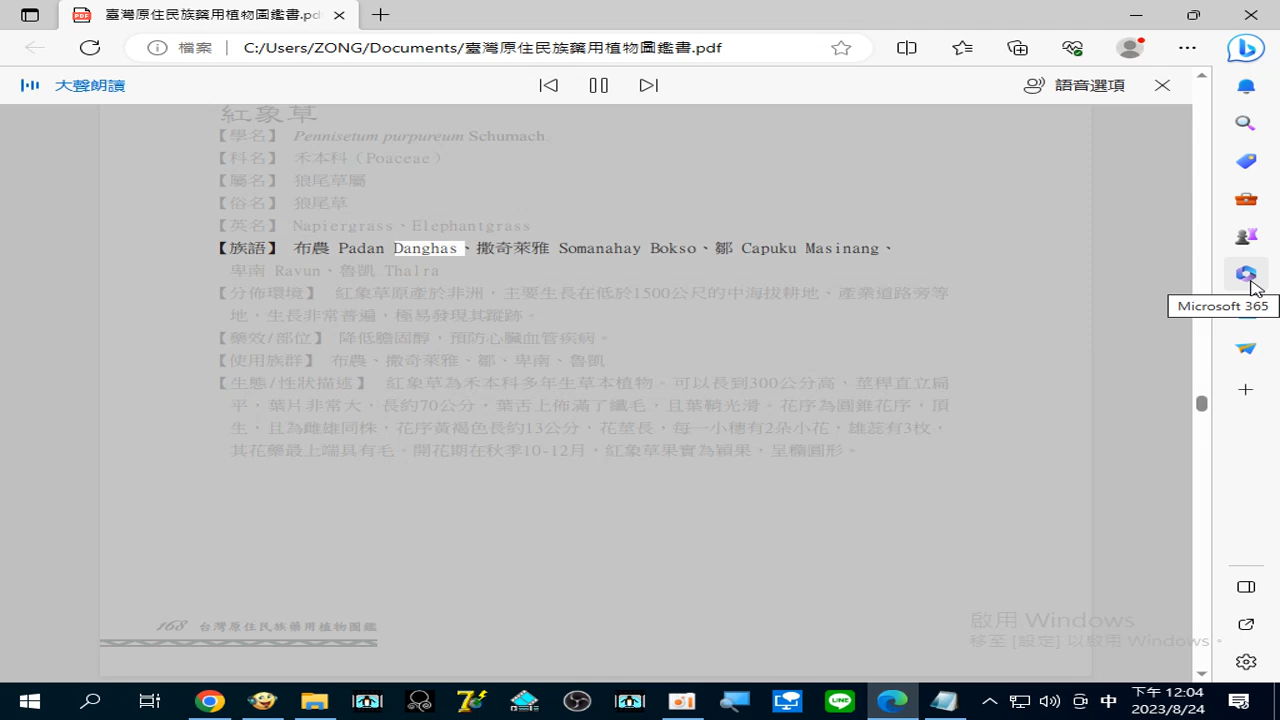 臺灣原住民族藥用植物圖鑑書.pdf
檔案
C:/Users/ZONG/Documents/臺灣原住民族藥用植物圖鑑書.pdf
大聲朗讀
語音選項
紅象草
【學名】 Pennisetum purpureum Schumach.
【科名】 禾本科（Poaceae）
【屬名】 狼尾草屬
【俗名】 狼尾草
【英名】 Napiergrass、Elephantgrass
【族語】 布農 Padan Danghas、撒奇萊雅 Somanahay Bokso、鄒 Capuku Masinang、
卑南 Ravun、魯凱 Thalra
【分佈環境】 紅象草原產於非洲，主要生長在低於1500公尺的中海拔耕地、產業道路旁等
地，生長非常普遍，極易發現其蹤跡。
Microsoft 365
【藥效/部位】 降低膽固醇，預防心臟血管疾病。
【使用族群】 布農、撒奇萊雅、鄒、卑南、魯凱
【生態/性狀描述】 紅象草為禾本科多年生草本植物。可以長到300公分高，莖桿直立扁
平，葉片非常大，長約70公分，葉舌上佈滿了纖毛，且葉鞘光滑。花序為圓錐花序，頂
生，且為雌雄同株，花序黃褐色長約13公分，花莖長，每一小穗有2朵小花，雄蕊有3枚，
其花藥最上端具有毛。開花期在秋季10-12月，紅象草果實為穎果，呈橢圓形。
168 台灣原住民族藥用植物圖鑑
啟用 Windows
移至 [設定] 以啟用 Windows。
中
下午 12:04
2023/8/24